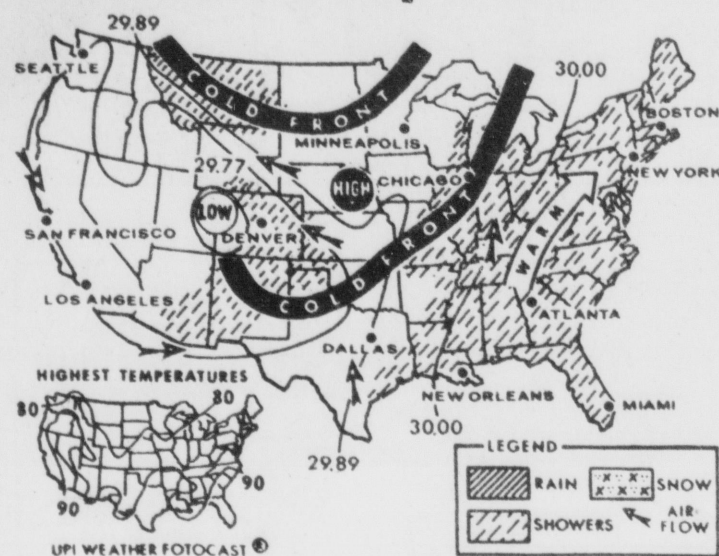 29.89
SEATTLE
COLD FRONT
30.00
BOSTON
MINNEAPOLIS
NEW YORK
29.77
HIGH
CHICAGO
LOW
SAN FRANCISCO
DENVER
WARM
COLD FRONT
LOS ANGELES
ATLANTA
DALLAS
HIGHEST TEMPERATURES
NEW ORLEANS
MIAMI
80
80
30.00
29.89
90
90
LEGEND
RAIN
SNOW
SHOWERS
AIR
FLOW
UPI WEATHER FOTOCAST ®